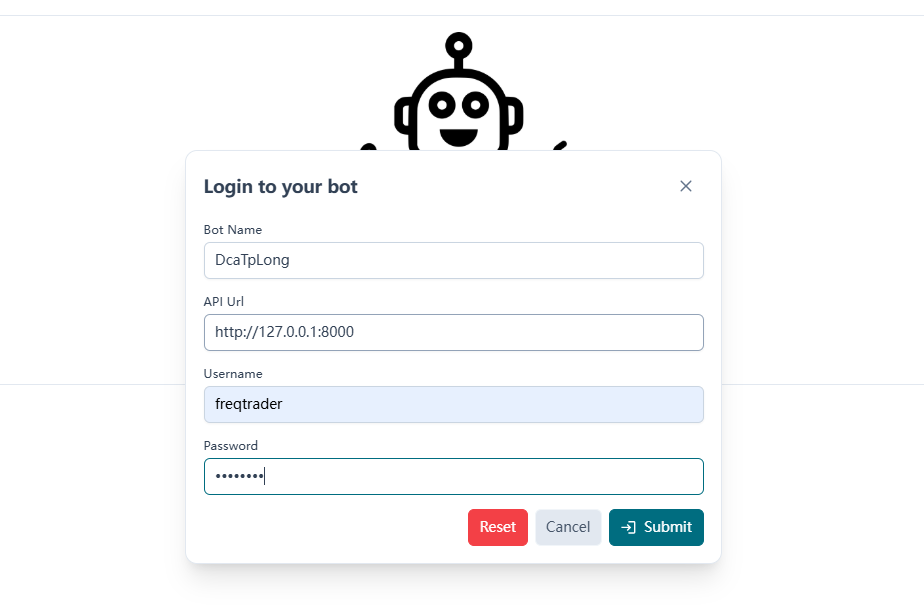 Login to your bot
Bot Name
DcaTpLong
API Url
http://127.0.0.1:8000
Username
freqtrader
Password
••••••••
Reset Cancel Submit